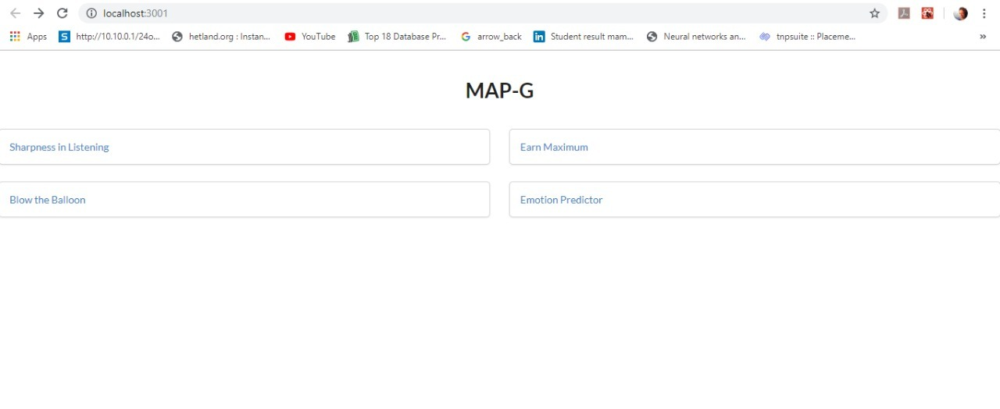 localhost:3001
Apps http://10.10.0.1/24o... hetland.org : Instan... YouTube Top 18 Database Pr... arrow_back Student result mam... Neural networks an... tnpsuite :: Placeme... »
MAP-G
Sharpness in Listening Earn Maximum
Blow the Balloon Emotion Predictor